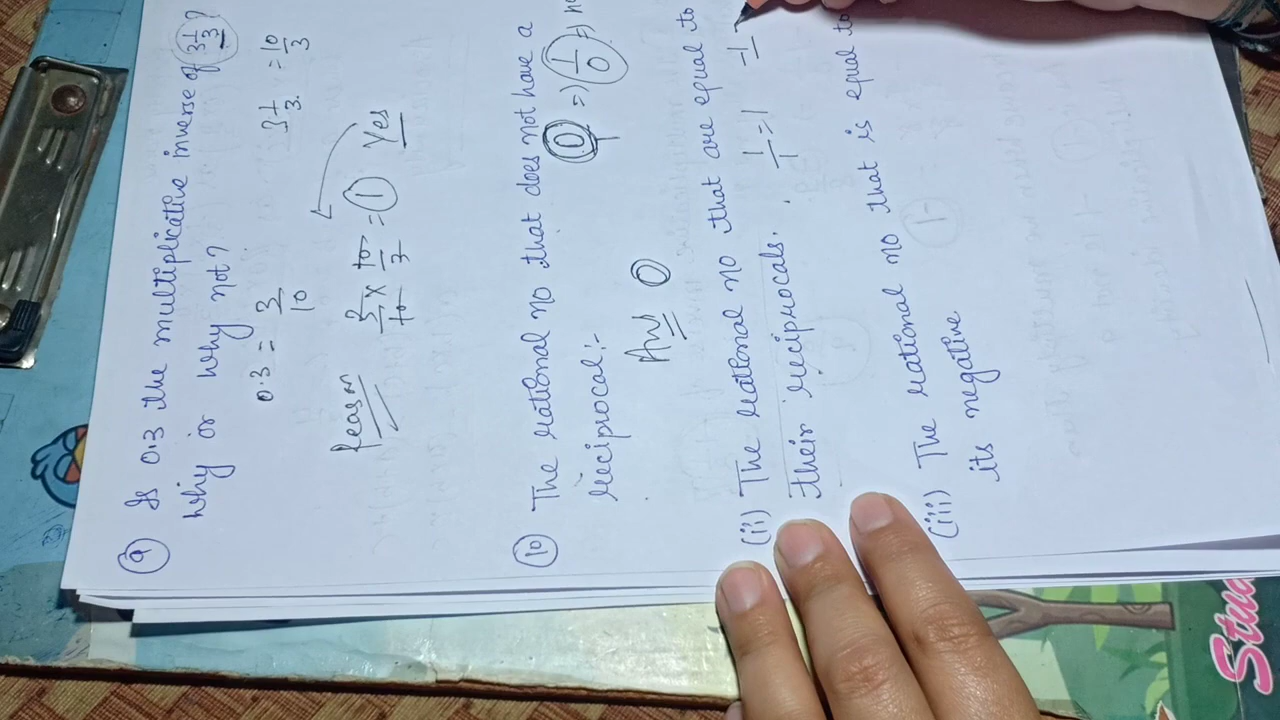 (9) Is 0.3 the multiplicative inverse of 3 1/3?
Why or why not?
0.3 = 3/10
3 1/3 = 10/3
Reason
3/10 × 10/3 = 1 Yes
(10) The rational no that does not have a
reciprocal:-
0 => 1/0 =>
Ans 0
(ii) The rational no that are equal to
their reciprocals.
1/1 = 1
(iii) The rational no that is equal to
its negative